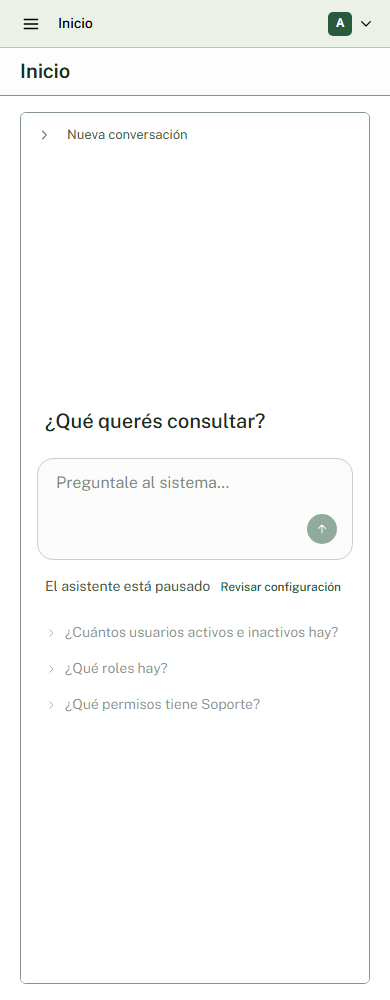 Inicio
A
Inicio
Nueva conversación
¿Qué querés consultar?
Preguntale al sistema...
El asistente está pausado Revisar configuración
¿Cuántos usuarios activos e inactivos hay?
¿Qué roles hay?
¿Qué permisos tiene Soporte?